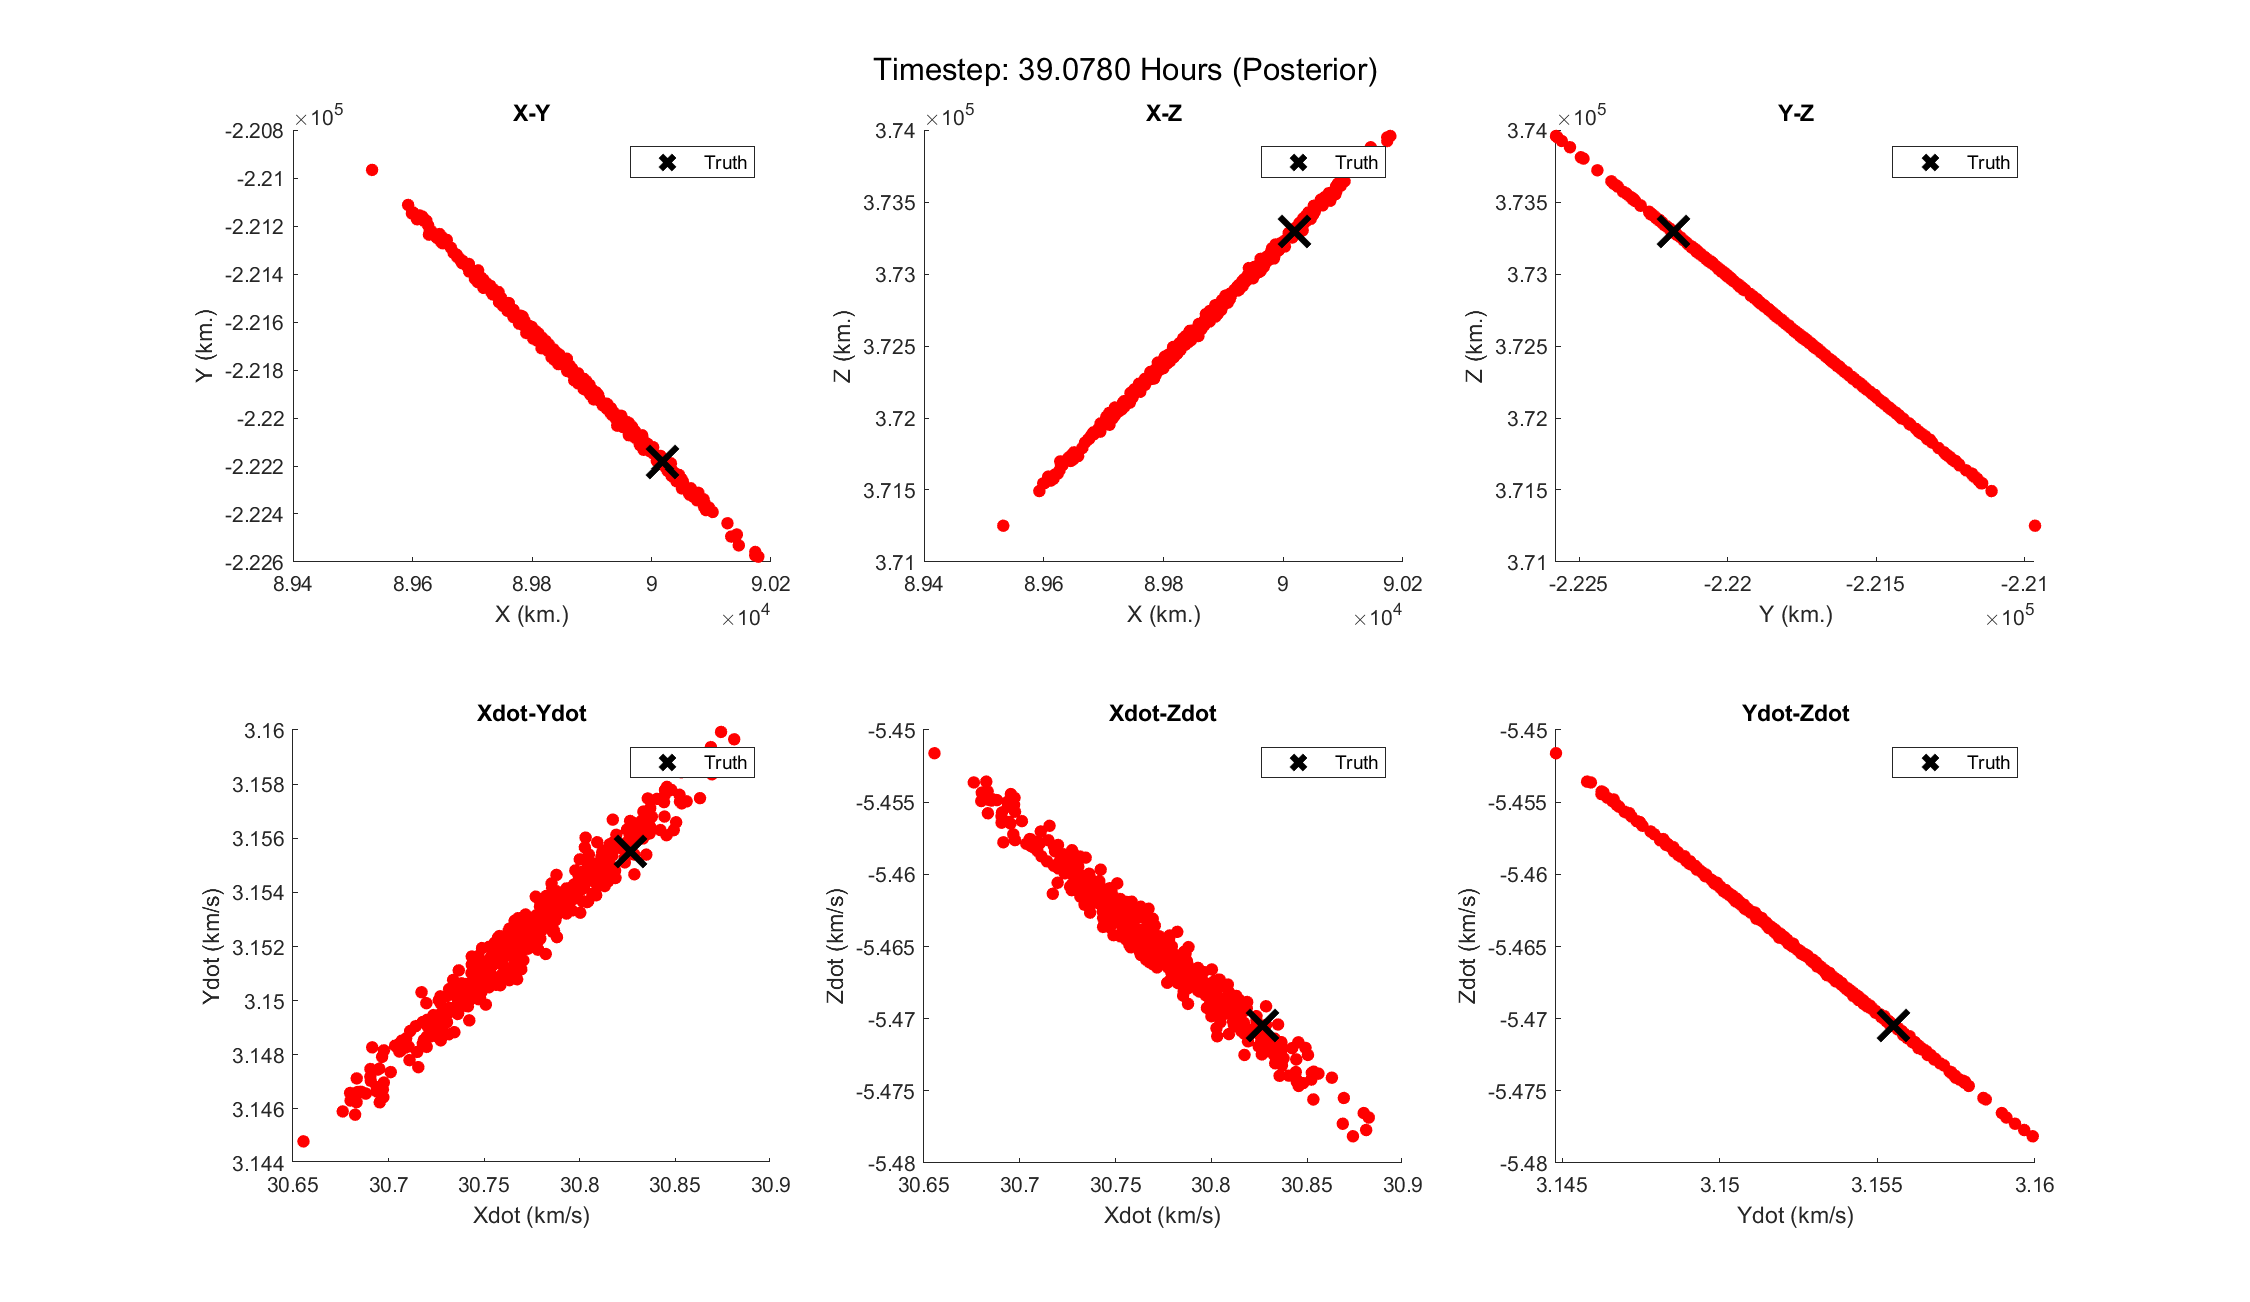 Timestep: 39.0780 Hours (Posterior)
X-Y
×10^5
-2.208
-2.21
-2.212
-2.214
-2.216
-2.218
-2.22
-2.222
-2.224
-2.226
Y (km.)
Truth
8.94 8.96 8.98 9 9.02
X (km.)
×10^4
X-Z
×10^5
3.74
3.735
3.73
3.725
3.72
3.715
3.71
Z (km.)
Truth
8.94 8.96 8.98 9 9.02
X (km.)
×10^4
Y-Z
×10^5
3.74
3.735
3.73
3.725
3.72
3.715
3.71
Z (km.)
Truth
-2.225 -2.22 -2.215 -2.21
Y (km.)
×10^5
Xdot-Ydot
3.16
3.158
3.156
3.154
3.152
3.15
3.148
3.146
3.144
Ydot (km/s)
Truth
30.65 30.7 30.75 30.8 30.85 30.9
Xdot (km/s)
Xdot-Zdot
-5.45
-5.455
-5.46
-5.465
-5.47
-5.475
-5.48
Zdot (km/s)
Truth
30.65 30.7 30.75 30.8 30.85 30.9
Xdot (km/s)
Ydot-Zdot
-5.45
-5.455
-5.46
-5.465
-5.47
-5.475
-5.48
Zdot (km/s)
Truth
3.145 3.15 3.155 3.16
Ydot (km/s)